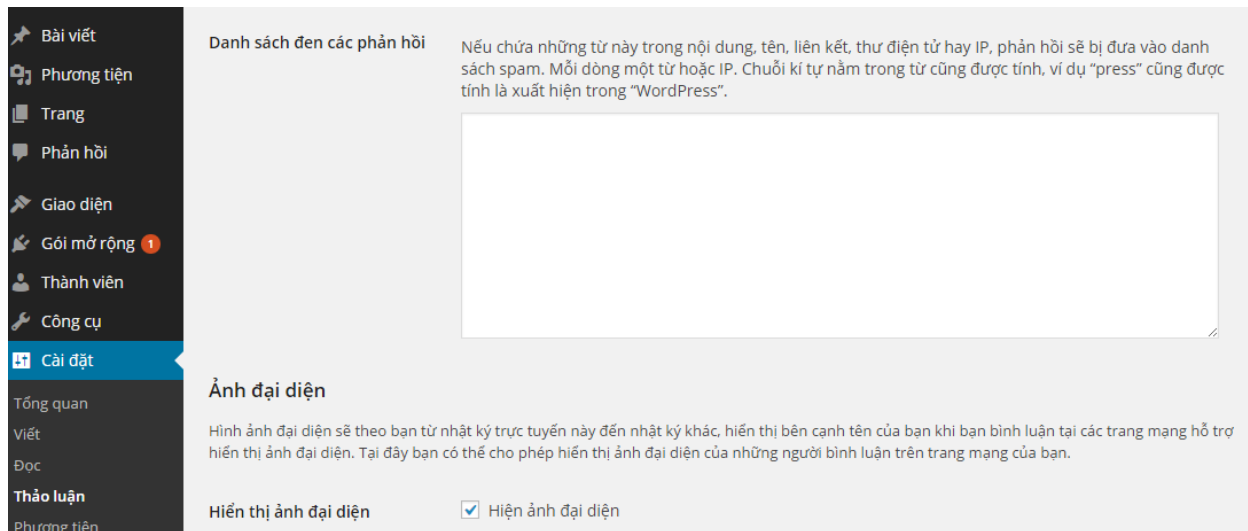 Bài viết
Phương tiện
Trang
Phản hồi
Giao diện
Gói mở rộng 1
Thành viên
Công cụ
Cài đặt
Tổng quan
Viết
Đọc
Thảo luận
Phương tiện
Danh sách đen các phản hồi
Nếu chứa những từ này trong nội dung, tên, liên kết, thư điện tử hay IP, phản hồi sẽ bị đưa vào danh
sách spam. Mỗi dòng một từ hoặc IP. Chuỗi kí tự nằm trong từ cũng được tính, ví dụ “press” cũng được
tính là xuất hiện trong “WordPress”.
Ảnh đại diện
Hình ảnh đại diện sẽ theo bạn từ nhật ký trực tuyến này đến nhật ký khác, hiển thị bên cạnh tên của bạn khi bạn bình luận tại các trang mạng hỗ trợ
hiển thị ảnh đại diện. Tại đây bạn có thể cho phép hiển thị ảnh đại diện của những người bình luận trên trang mạng của bạn.
Hiển thị ảnh đại diện
Hiện ảnh đại diện